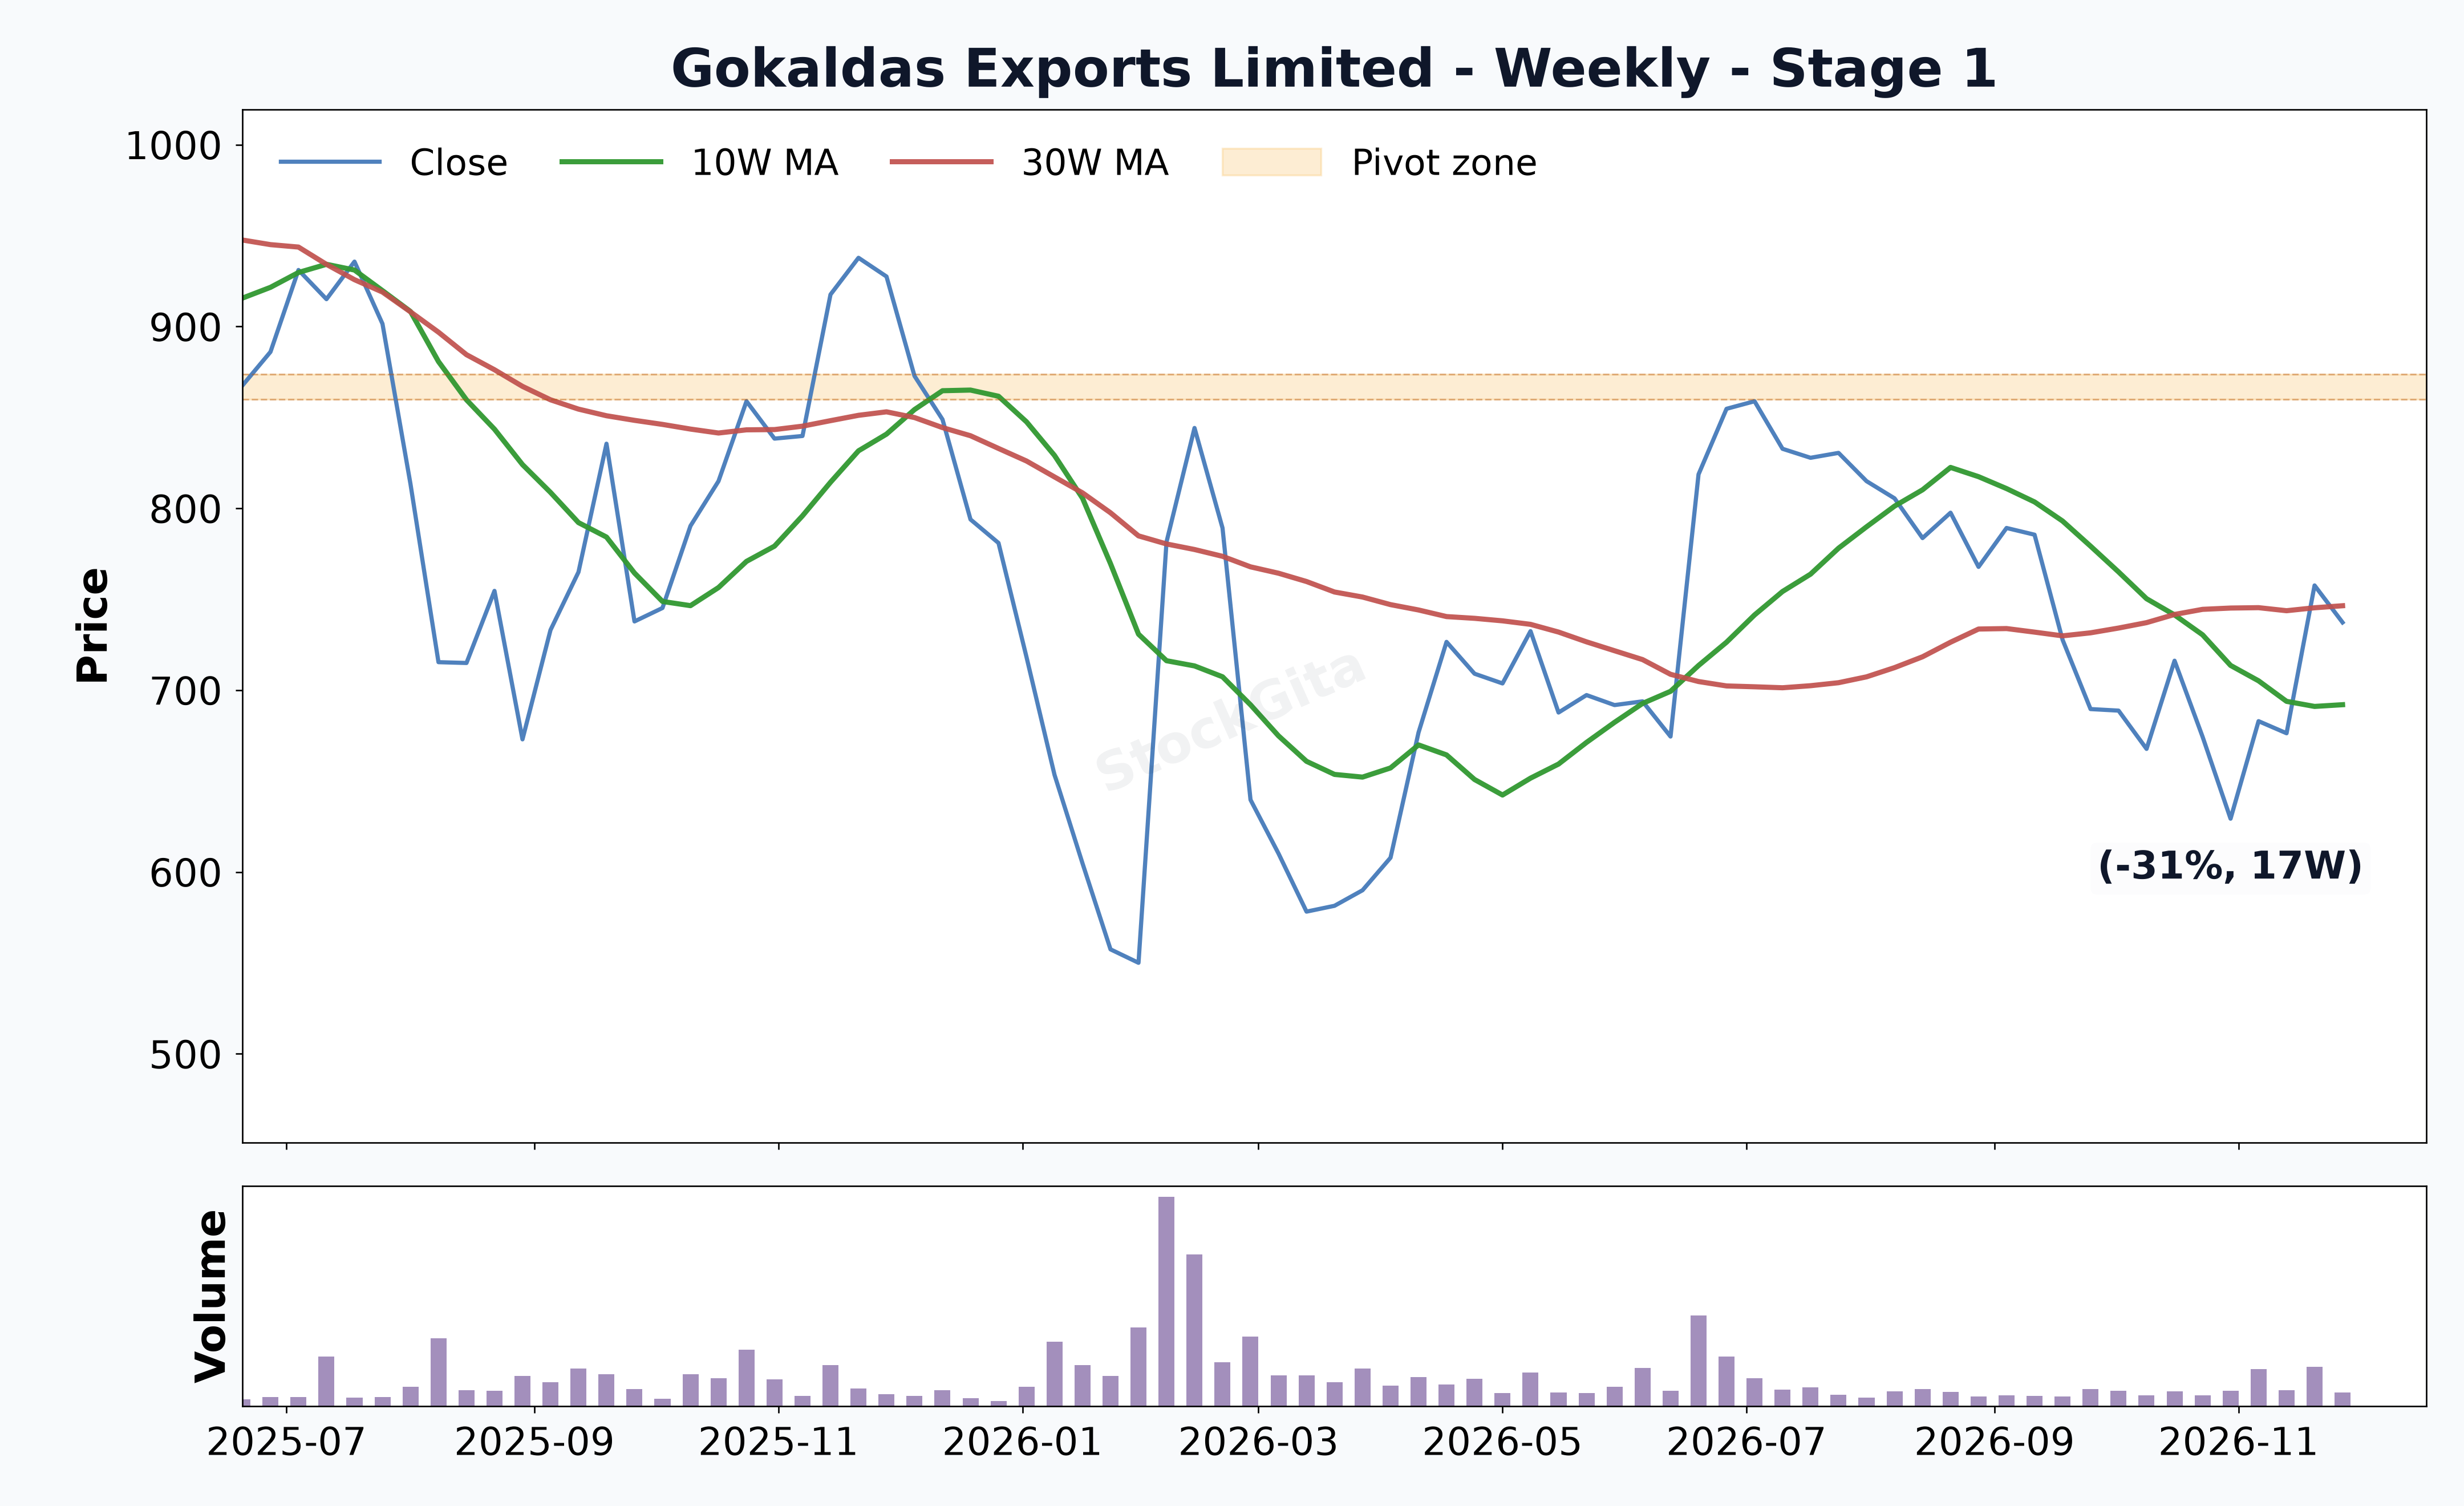 Gokaldas Exports Limited - Weekly - Stage 1
Close
10W MA
30W MA
Pivot zone
Price
1000
900
800
700
600
500
StockGita
(-31%, 17W)
Volume
2025-07
2025-09
2025-11
2026-01
2026-03
2026-05
2026-07
2026-09
2026-11